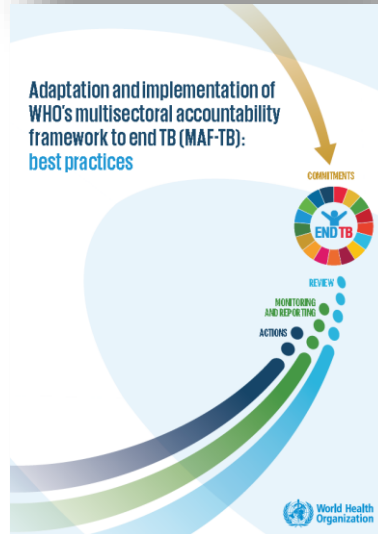 Adaptation and implementation of
WHO's multisectoral accountability
framework to end TB (MAF-TB):
best practices
COMMITMENTS
END TB
REVIEW
MONITORING
AND REPORTING
ACTIONS
World Health
Organization